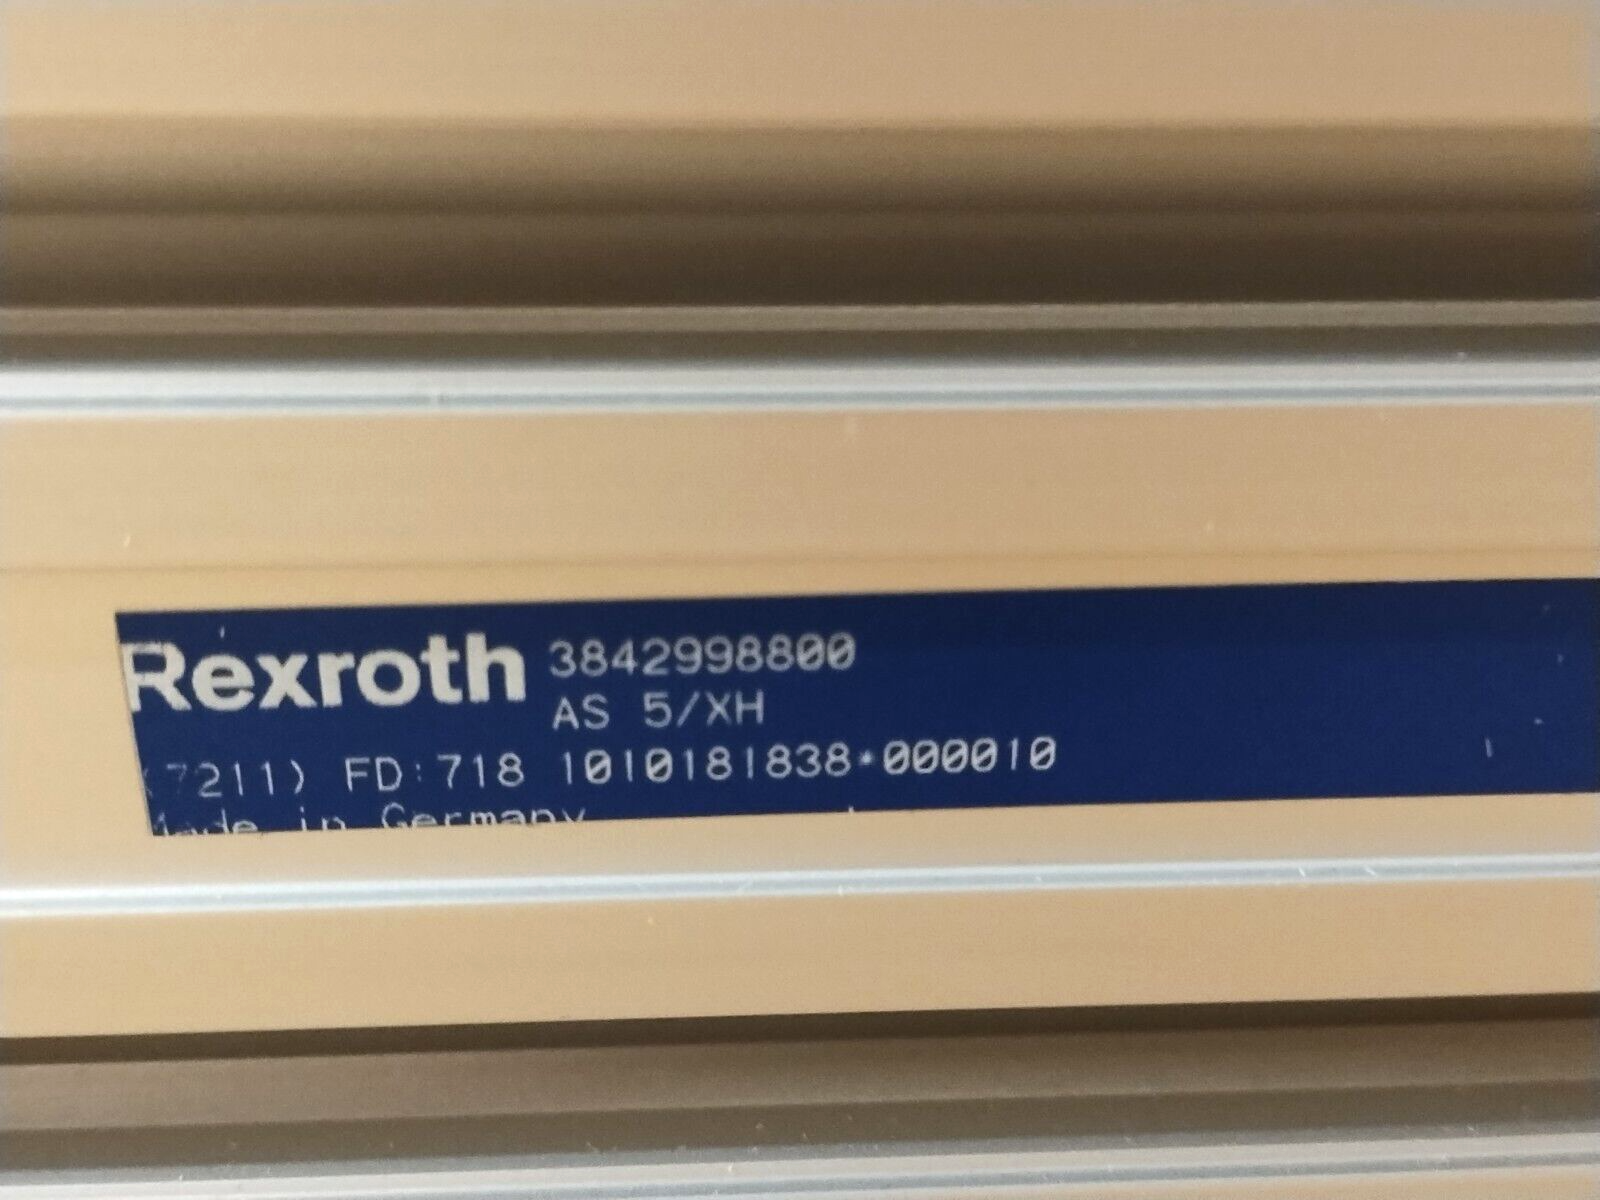 Rexroth 3842998800
AS 5/XH
(7211) FD:718 1010181838*000010
Made in Germany